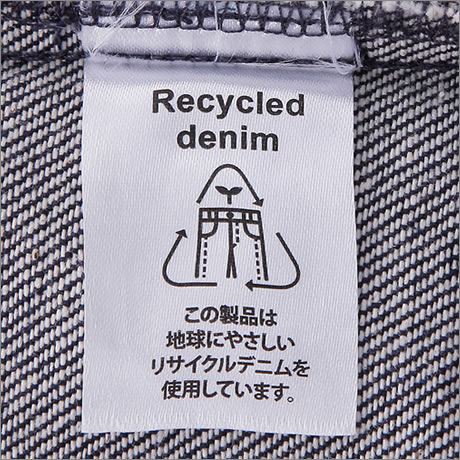 Recycled
denim
この製品は
地球にやさしい
リサイクルデニムを
使用しています。